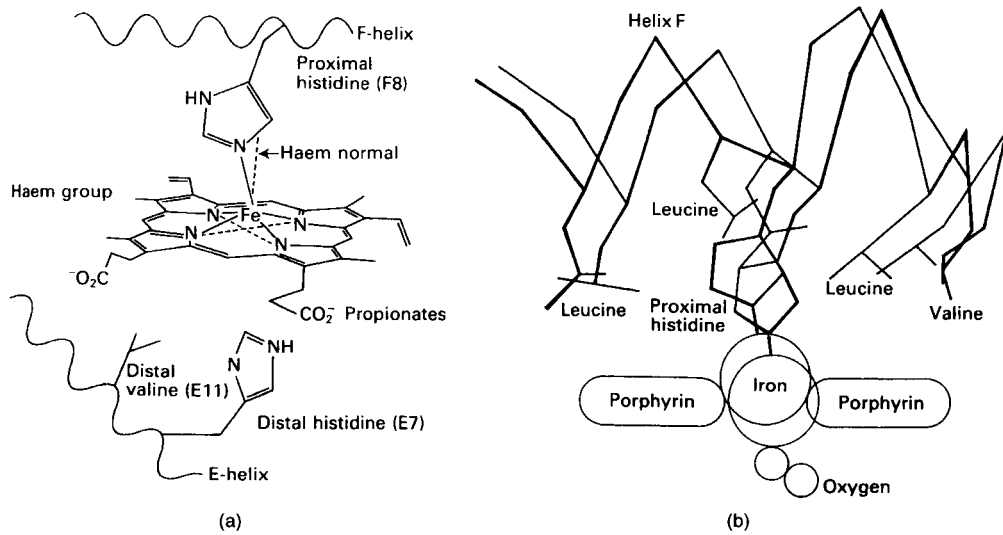 F-helix
Proximal
histidine (F8)
HN
N
Haem normal
Haem group
Fe
N
N
N
N
⁻O₂C
CO₂⁻ Propionates
Distal
valine (E11)
N
NH
Distal histidine (E7)
E-helix
(a)
Helix F
Leucine
Leucine
Proximal
histidine
Leucine
Valine
Porphyrin
Iron
Porphyrin
Oxygen
(b)